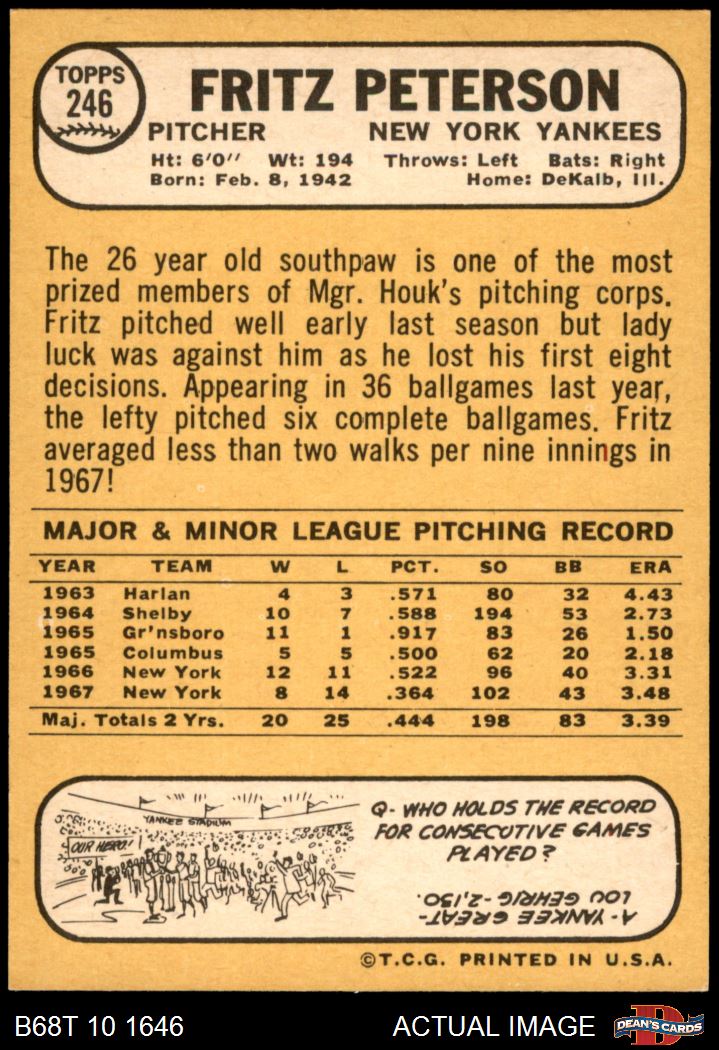 TOPPS
246
FRITZ PETERSON
PITCHER NEW YORK YANKEES
Ht: 6'0'' Wt: 194 Throws: Left Bats: Right
Born: Feb. 8, 1942 Home: DeKalb, Ill.
The 26 year old southpaw is one of the most
prized members of Mgr. Houk's pitching corps.
Fritz pitched well early last season but lady
luck was against him as he lost his first eight
decisions. Appearing in 36 ballgames last year,
the lefty pitched six complete ballgames. Fritz
averaged less than two walks per nine innings in
1967!
MAJOR & MINOR LEAGUE PITCHING RECORD
YEAR TEAM W L PCT. SO BB ERA
1963 Harlan 4 3 .571 80 32 4.43
1964 Shelby 10 7 .588 194 53 2.73
1965 Gr'nsboro 11 1 .917 83 26 1.50
1965 Columbus 5 5 .500 62 20 2.18
1966 New York 12 11 .522 96 40 3.31
1967 New York 8 14 .364 102 43 3.48
Maj. Totals 2 Yrs. 20 25 .444 198 83 3.39
YANKEE STADIUM
OUR HERO!
Q- WHO HOLDS THE RECORD
FOR CONSECUTIVE GAMES
PLAYED?
A- YANKEE GREAT-
LOU GEHRIG-2,150.
©T.C.G. PRINTED IN U.S.A.
B68T 10 1646 ACTUAL IMAGE
D
DEAN'S CARDS